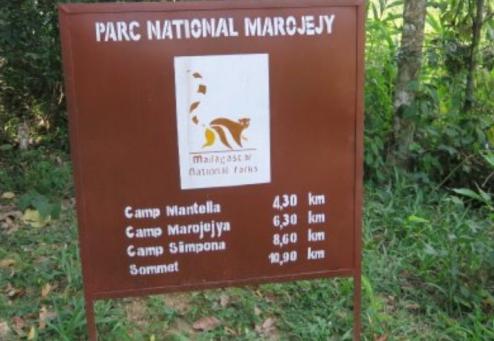 PARC NATIONAL MAROJEJY
madagascar
national parks
Camp Mantella 4,30 km
Camp Marojejya 6,30 km
Camp Simpona 8,60 km
Sommet 10,90 km